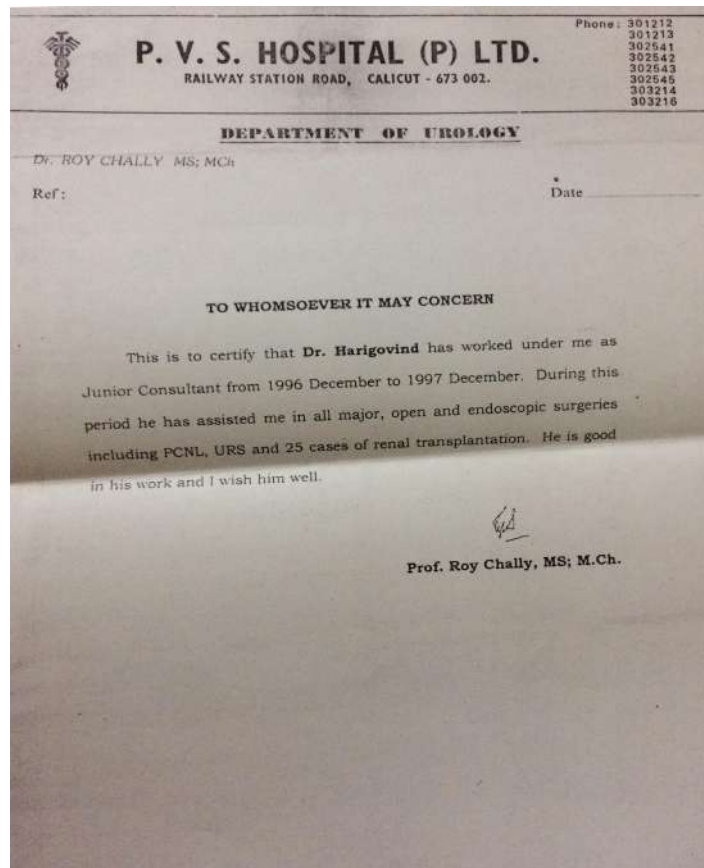 Phone: 301212
301213
302541
302542
302543
302545
303214
303216
P. V. S. HOSPITAL (P) LTD.
RAILWAY STATION ROAD, CALICUT - 673 002.
DEPARTMENT OF UROLOGY
Dr. ROY CHALLY MS; MCh
Ref:
Date
TO WHOMSOEVER IT MAY CONCERN
This is to certify that Dr. Harigovind has worked under me as
Junior Consultant from 1996 December to 1997 December. During this
period he has assisted me in all major, open and endoscopic surgeries
including PCNL, URS and 25 cases of renal transplantation. He is good
in his work and I wish him well.
Prof. Roy Chally, MS; M.Ch.